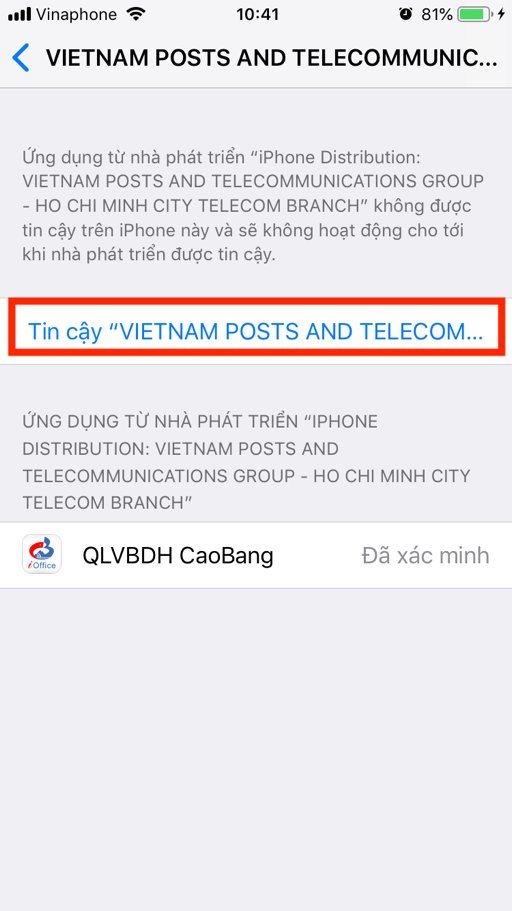 Vinaphone 10:41 81%
VIETNAM POSTS AND TELECOMMUNIC...
Ứng dụng từ nhà phát triển “iPhone Distribution:
VIETNAM POSTS AND TELECOMMUNICATIONS GROUP
- HO CHI MINH CITY TELECOM BRANCH” không được
tin cậy trên iPhone này và sẽ không hoạt động cho tới
khi nhà phát triển được tin cậy.
Tin cậy “VIETNAM POSTS AND TELECOM...
ỨNG DỤNG TỪ NHÀ PHÁT TRIỂN “IPHONE
DISTRIBUTION: VIETNAM POSTS AND
TELECOMMUNICATIONS GROUP - HO CHI MINH CITY
TELECOM BRANCH”
iOffice
QLVBDH CaoBang Đã xác minh